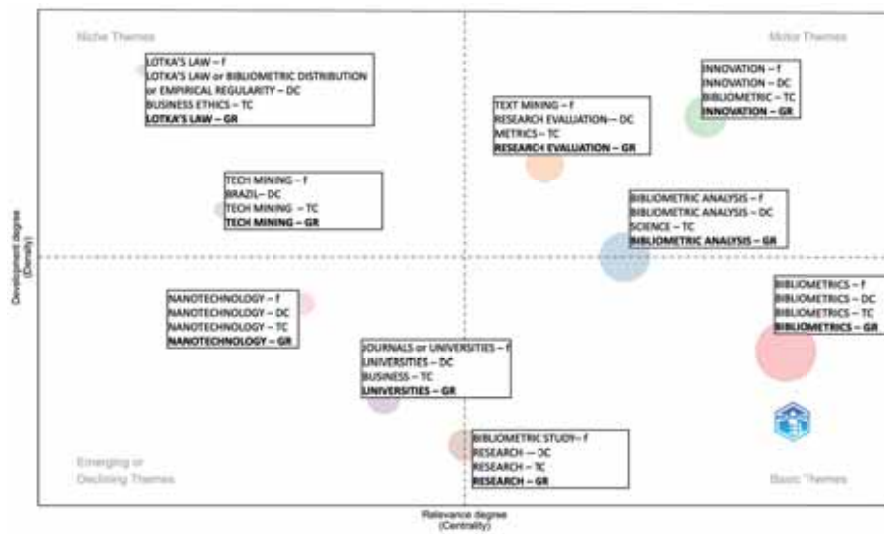 Niche Themes
Motor Themes
LOTKA'S LAW – f
LOTKA'S LAW or BIBLIOMETRIC DISTRIBUTION
or EMPIRICAL REGULARITY – DC
BUSINESS ETHICS – TC
LOTKA'S LAW – GR
INNOVATION – f
INNOVATION – DC
BIBLIOMETRIC – TC
INNOVATION – GR
TEXT MINING – f
RESEARCH EVALUATION — DC
METRICS – TC
RESEARCH EVALUATION – GR
TECH MINING – f
BRAZIL– DC
TECH MINING – TC
TECH MINING – GR
BIBLIOMETRIC ANALYSIS – f
BIBLIOMETRIC ANALYSIS – DC
SCIENCE – TC
BIBLIOMETRIC ANALYSIS – GR
Development degree
(Density)
NANOTECHNOLOGY – f
NANOTECHNOLOGY – DC
NANOTECHNOLOGY – TC
NANOTECHNOLOGY – GR
BIBLIOMETRICS – f
BIBLIOMETRICS – DC
BIBLIOMETRICS – TC
BIBLIOMETRICS – GR
JOURNALS or UNIVERSITIES – f
UNIVERSITIES – DC
BUSINESS – TC
UNIVERSITIES – GR
BIBLIOMETRIC STUDY– f
RESEARCH — DC
RESEARCH – TC
RESEARCH – GR
Emerging or
Declining Themes
Basic Themes
Relevance degree
(Centrality)